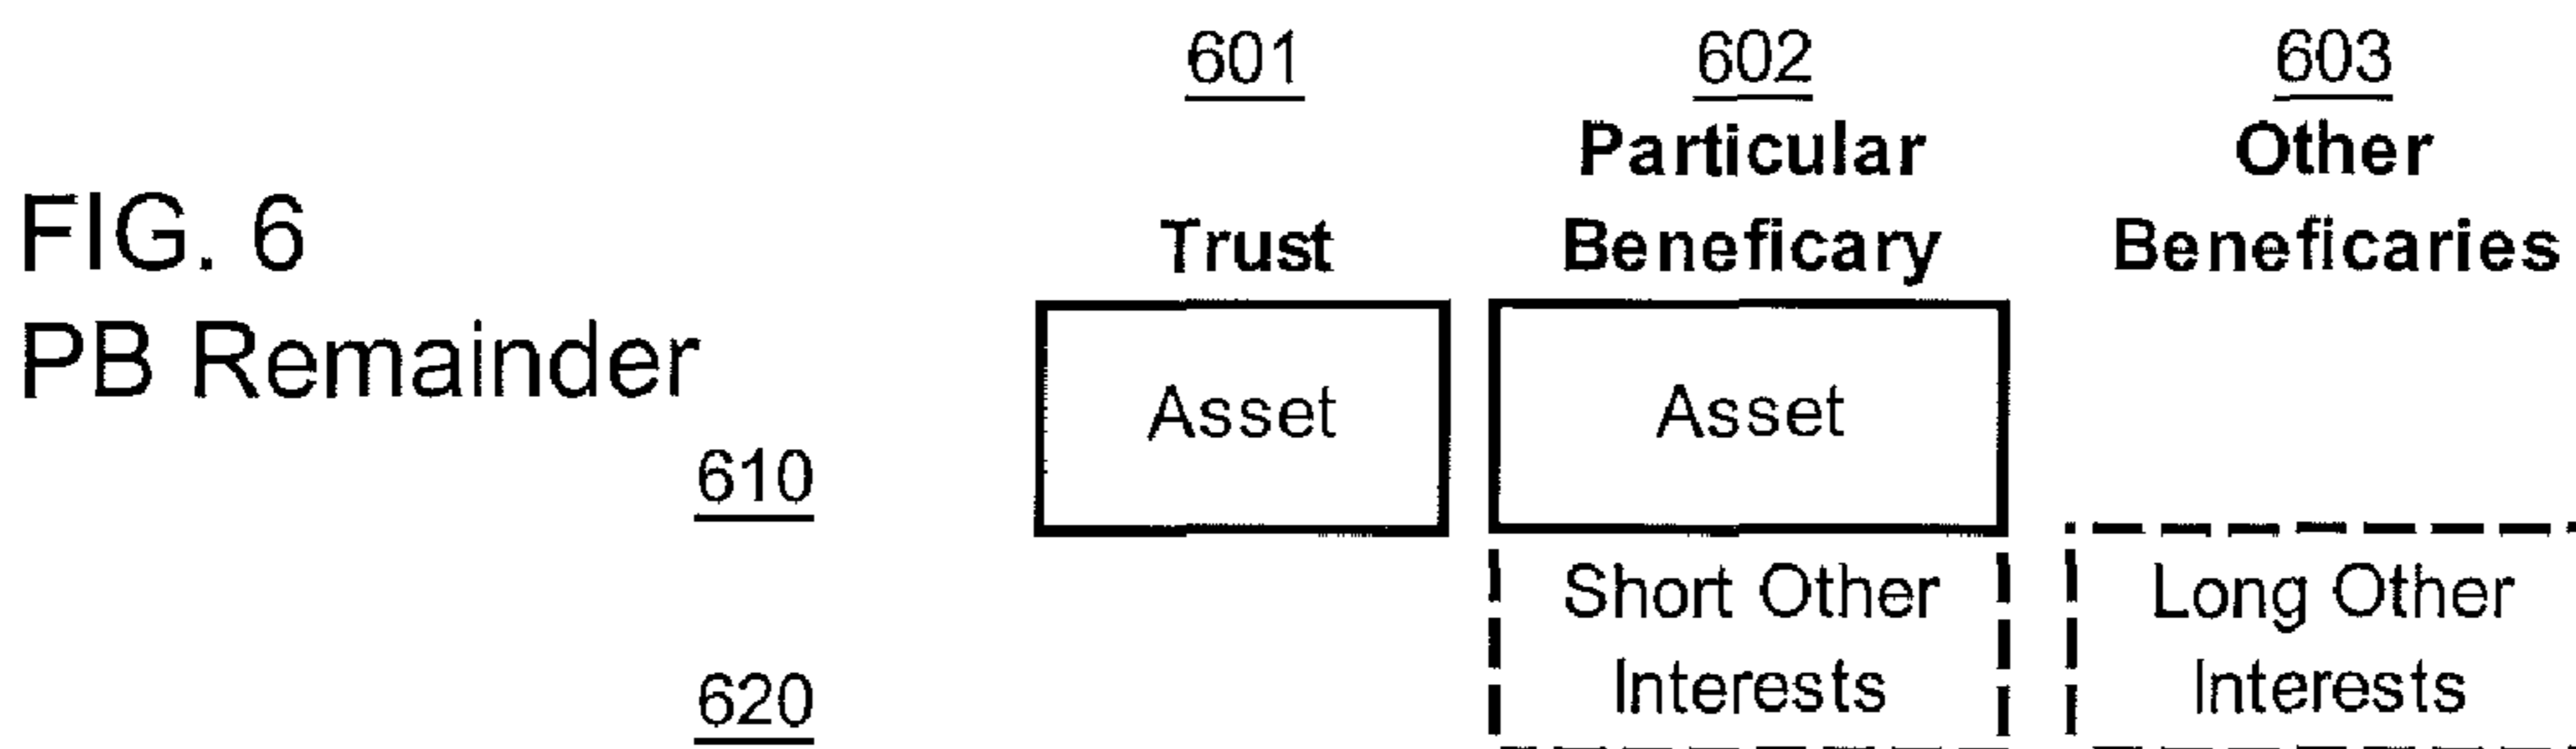 601 602 603
Particular Other
FIG. 6 Trust Beneficary Beneficaries
PB Remainder Asset Asset
610
Short Other Long Other
620 Interests Interests